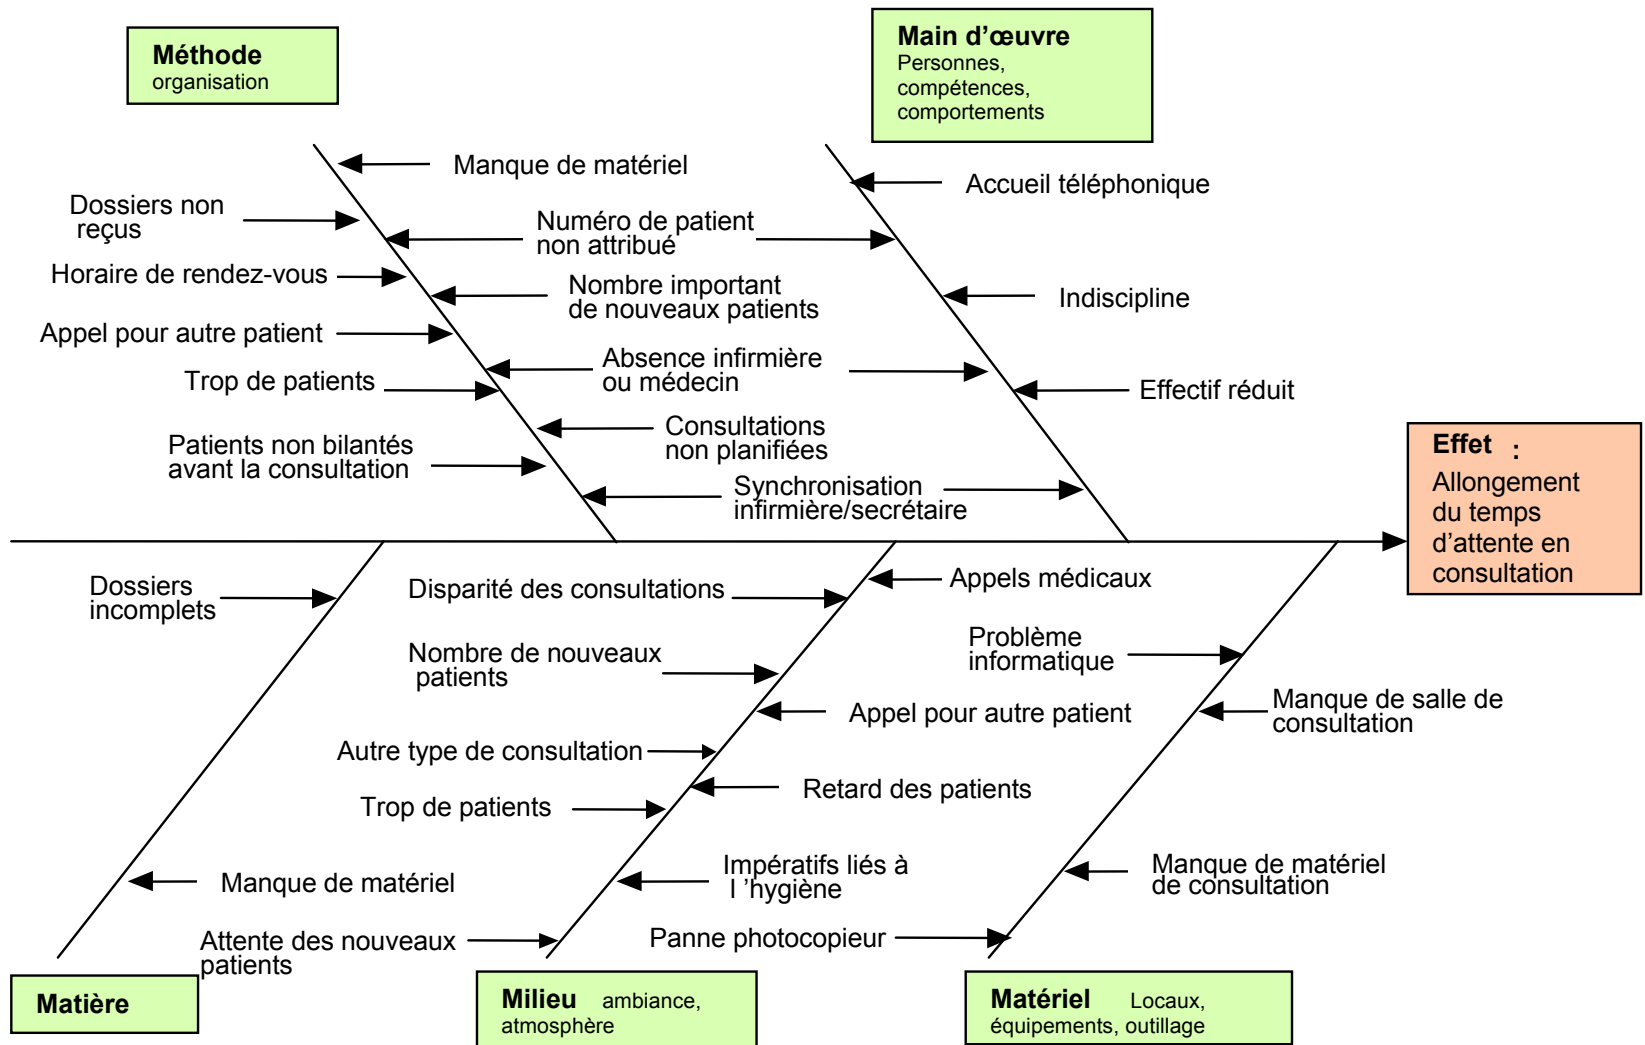 Méthode
organisation
Main d’œuvre
Personnes,
compétences,
comportements
Manque de matériel
Accueil téléphonique
Dossiers non
reçus
Numéro de patient
non attribué
Horaire de rendez-vous
Nombre important
de nouveaux patients
Indiscipline
Appel pour autre patient
Absence infirmière
ou médecin
Trop de patients
Effectif réduit
Consultations
non planifiées
Patients non bilantés
avant la consultation
Synchronisation
infirmière/secrétaire
Effet :
Allongement
du temps
d’attente en
consultation
Dossiers
incomplets
Disparité des consultations
Appels médicaux
Nombre de nouveaux
patients
Problème
informatique
Appel pour autre patient
Manque de salle de
consultation
Autre type de consultation
Trop de patients
Retard des patients
Manque de matériel
Impératifs liés à
l ’hygiène
Manque de matériel
de consultation
Attente des nouveaux
patients
Panne photocopieur
Matière
Milieu ambiance,
atmosphère
Matériel Locaux,
équipements, outillage